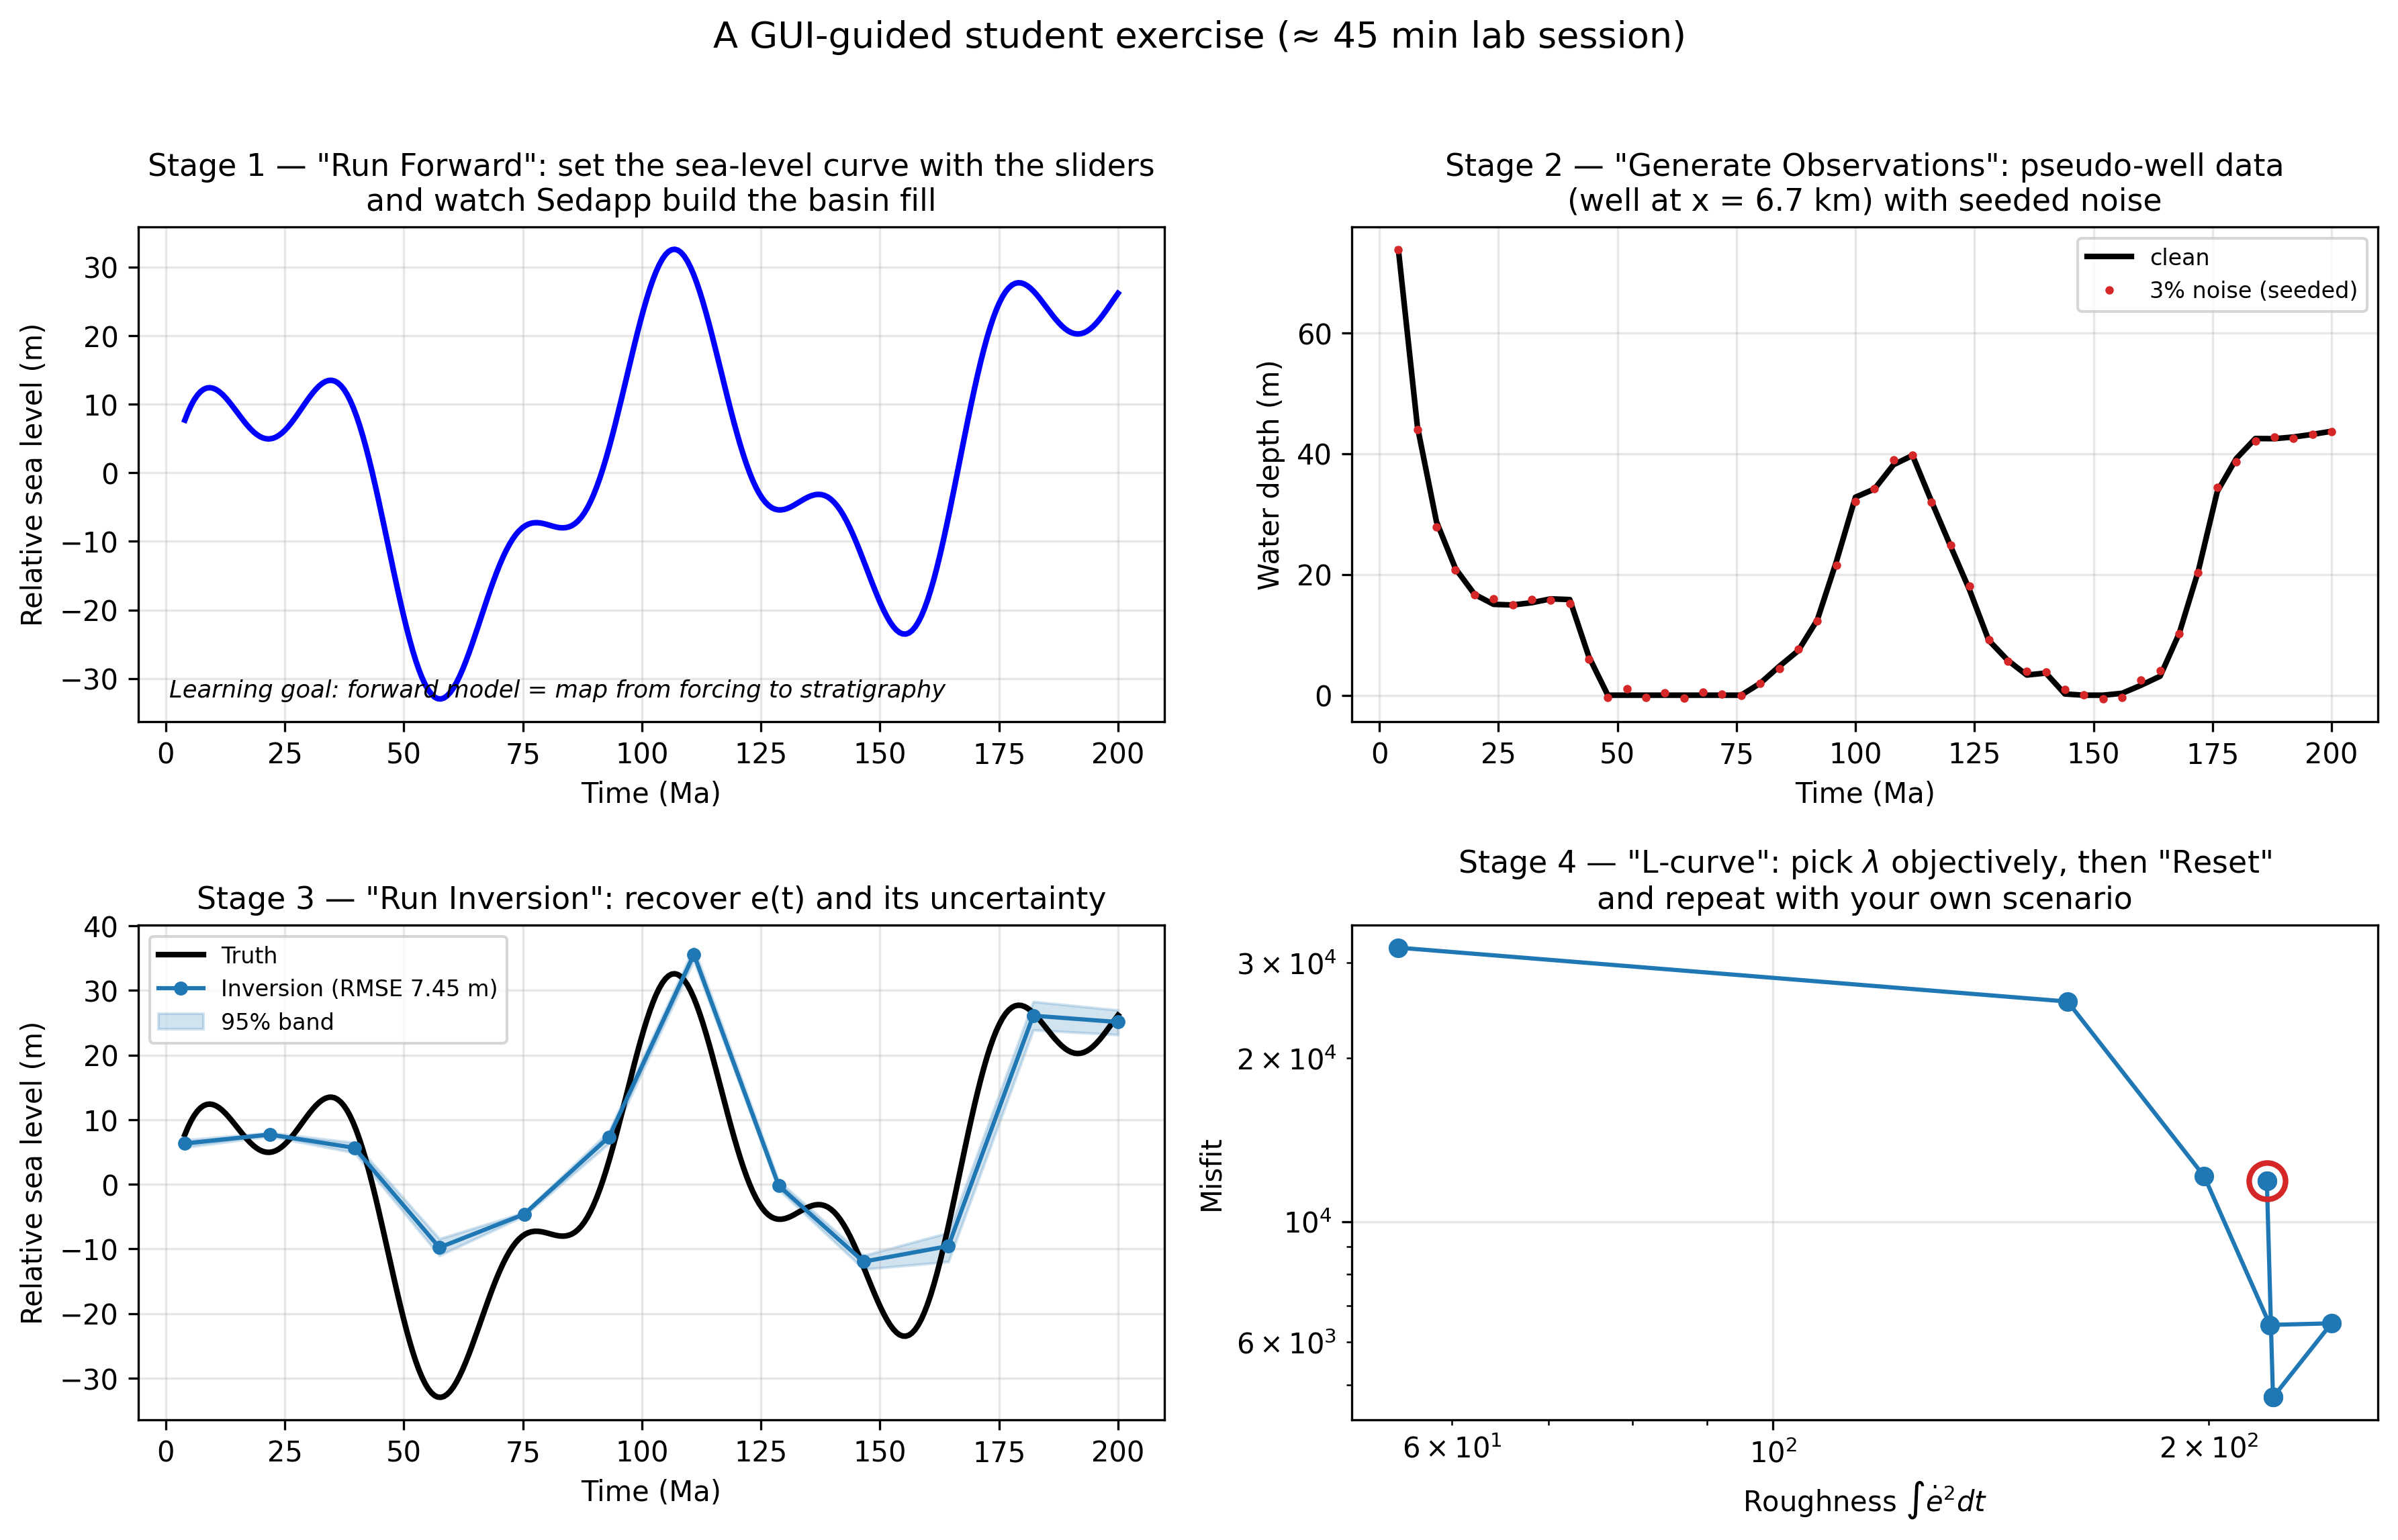 A GUI-guided student exercise (≈ 45 min lab session)
Stage 1 — "Run Forward": set the sea-level curve with the sliders
and watch Sedapp build the basin fill
Relative sea level (m)
30
20
10
0
−10
−20
−30
Learning goal: forward model = map from forcing to stratigraphy
0 25 50 75 100 125 150 175 200
Time (Ma)
Stage 2 — "Generate Observations": pseudo-well data
(well at x = 6.7 km) with seeded noise
Water depth (m)
60
40
20
0
clean
3% noise (seeded)
0 25 50 75 100 125 150 175 200
Time (Ma)
Stage 3 — "Run Inversion": recover e(t) and its uncertainty
Relative sea level (m)
40
30
20
10
0
−10
−20
−30
Truth
Inversion (RMSE 7.45 m)
95% band
0 25 50 75 100 125 150 175 200
Time (Ma)
Stage 4 — "L-curve": pick λ objectively, then "Reset"
and repeat with your own scenario
Misfit
3 × 10⁴
2 × 10⁴
10⁴
6 × 10³
6 × 10¹ 10² 2 × 10²
Roughness ∫ė²dt